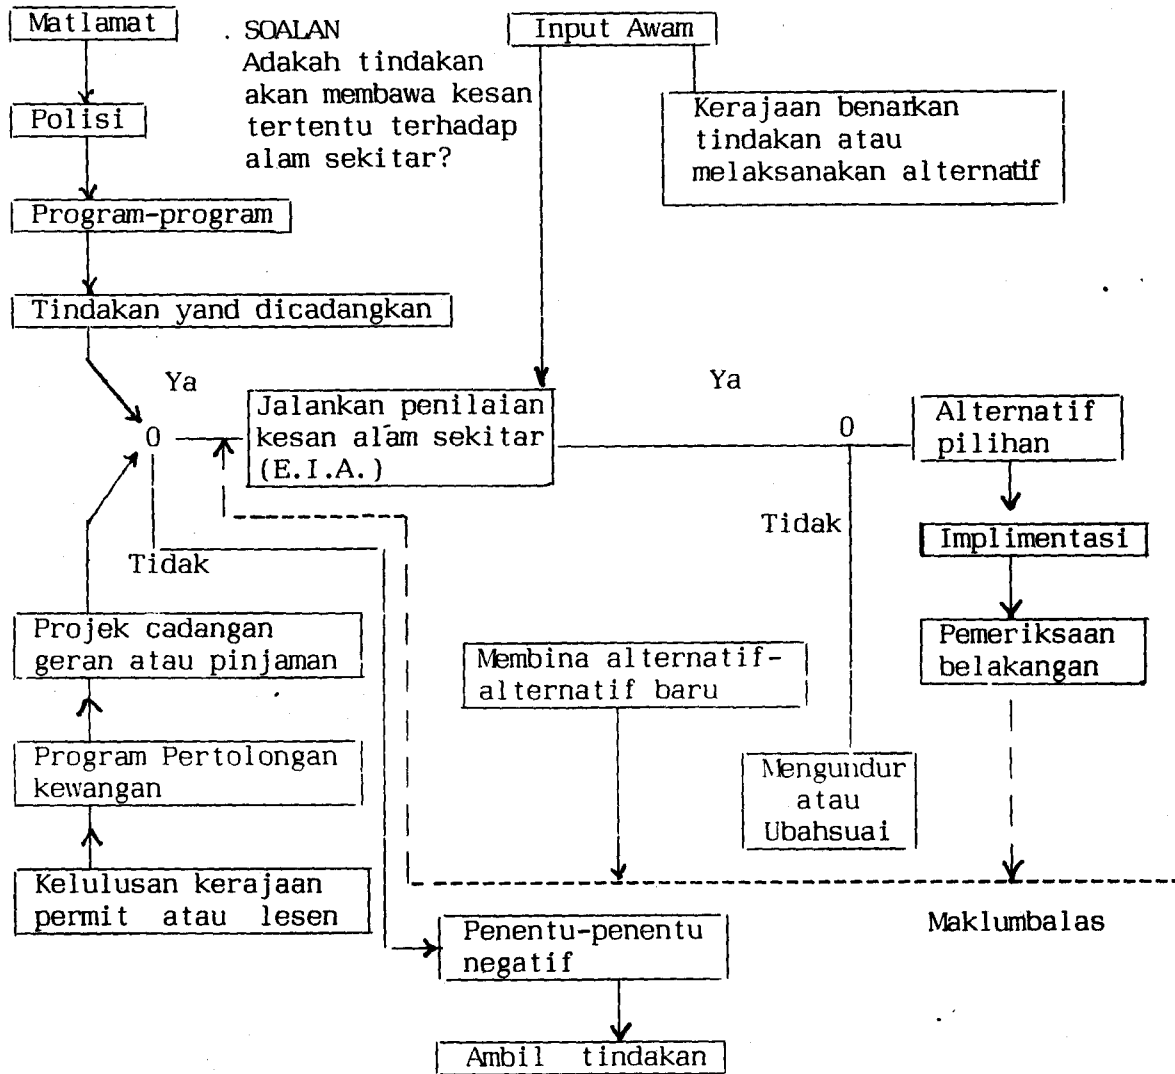 Matlamat
. SOALAN
Adakah tindakan
akan membawa kesan
tertentu terhadap
alam sekitar?
Input Awam
Polisi
Kerajaan benarkan
tindakan atau
melaksanakan alternatif
Program-program
Tindakan yand dicadangkan
Ya
0
Jalankan penilaian
kesan alam sekitar
(E.I.A.)
Ya
0
Alternatif
pilihan
Tidak
Tidak
Implimentasi
Projek cadangan
geran atau pinjaman
Membina alternatif-
alternatif baru
Pemeriksaan
belakangan
Program Pertolongan
kewangan
Mengundur
atau
Ubahsuai
Kelulusan kerajaan
permit atau lesen
Penentu-penentu
negatif
Maklumbalas
Ambil tindakan